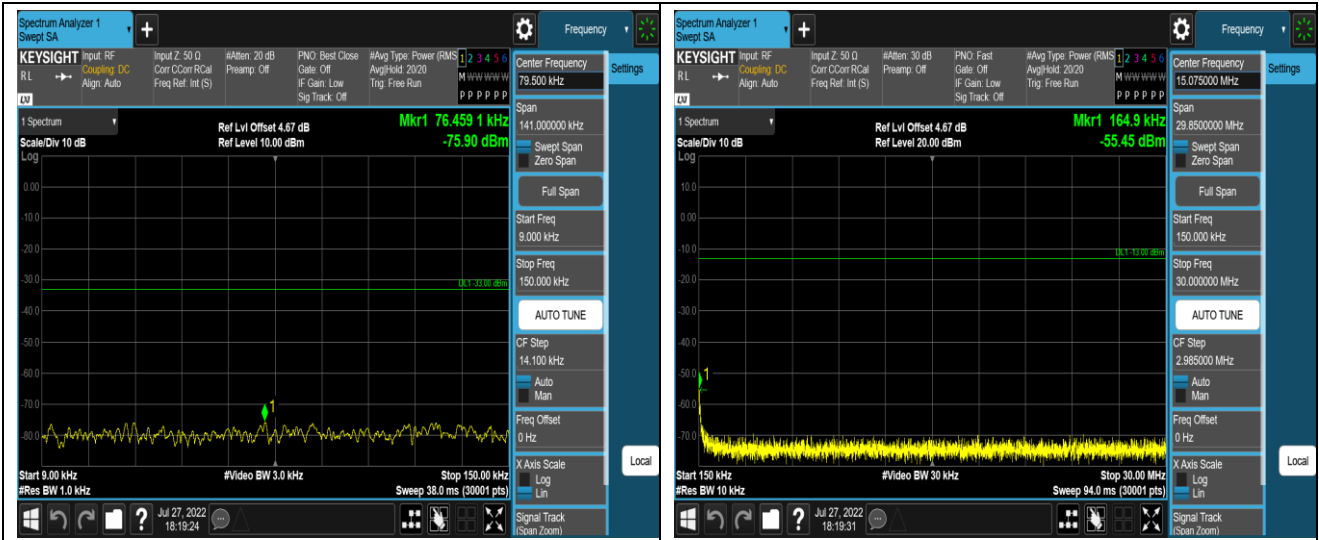 Spectrum Analyzer 1
Swept SA
+
Frequency
KEYSIGHT
RL
LXI
Input: RF
Coupling: DC
Align: Auto
Input Z: 50 Ω
Corr CCorr RCal
Freq Ref: Int (S)
#Atten: 20 dB
Preamp: Off
PNO: Best Close
Gate: Off
IF Gain: Low
Sig Track: Off
#Avg Type: Power (RMS
Avg|Hold: 20/20
Trig: Free Run
1 2 3 4 5 6
M W W W W W
P P P P P P
1 Spectrum
Scale/Div 10 dB
Log
Ref Lvl Offset 4.67 dB
Ref Level 10.00 dBm
Mkr1 76.459 1 kHz
-75.90 dBm
0.00
-10.0
-20.0
-30.0
DL1 -33.00 dBm
-40.0
-50.0
-60.0
-70.0
1
-80.0
Start 9.00 kHz
#Res BW 1.0 kHz
#Video BW 3.0 kHz
Stop 150.00 kHz
Sweep 38.0 ms (30001 pts)
?
Jul 27, 2022
18:19:24
Center Frequency
79.500 kHz
Span
141.000000 kHz
Swept Span
Zero Span
Full Span
Start Freq
9.000 kHz
Stop Freq
150.000 kHz
AUTO TUNE
CF Step
14.100 kHz
Auto
Man
Freq Offset
0 Hz
X Axis Scale
Log
Lin
Signal Track
(Span Zoom)
Settings
Local
Spectrum Analyzer 1
Swept SA
+
Frequency
KEYSIGHT
RL
LXI
Input: RF
Coupling: DC
Align: Auto
Input Z: 50 Ω
Corr CCorr RCal
Freq Ref: Int (S)
#Atten: 30 dB
Preamp: Off
PNO: Fast
Gate: Off
IF Gain: Low
Sig Track: Off
#Avg Type: Power (RMS
Avg|Hold: 20/20
Trig: Free Run
1 2 3 4 5 6
M W W W W W
P P P P P P
1 Spectrum
Scale/Div 10 dB
Log
Ref Lvl Offset 4.67 dB
Ref Level 20.00 dBm
Mkr1 164.9 kHz
-55.45 dBm
10.0
0.00
-10.0
DL1 -13.00 dBm
-20.0
-30.0
-40.0
-50.0
1
-60.0
-70.0
Start 150 kHz
#Res BW 10 kHz
#Video BW 30 kHz
Stop 30.00 MHz
Sweep 94.0 ms (30001 pts)
?
Jul 27, 2022
18:19:31
Center Frequency
15.075000 MHz
Span
29.8500000 MHz
Swept Span
Zero Span
Full Span
Start Freq
150.000 kHz
Stop Freq
30.000000 MHz
AUTO TUNE
CF Step
2.985000 MHz
Auto
Man
Freq Offset
0 Hz
X Axis Scale
Log
Lin
Signal Track
(Span Zoom)
Settings
Local